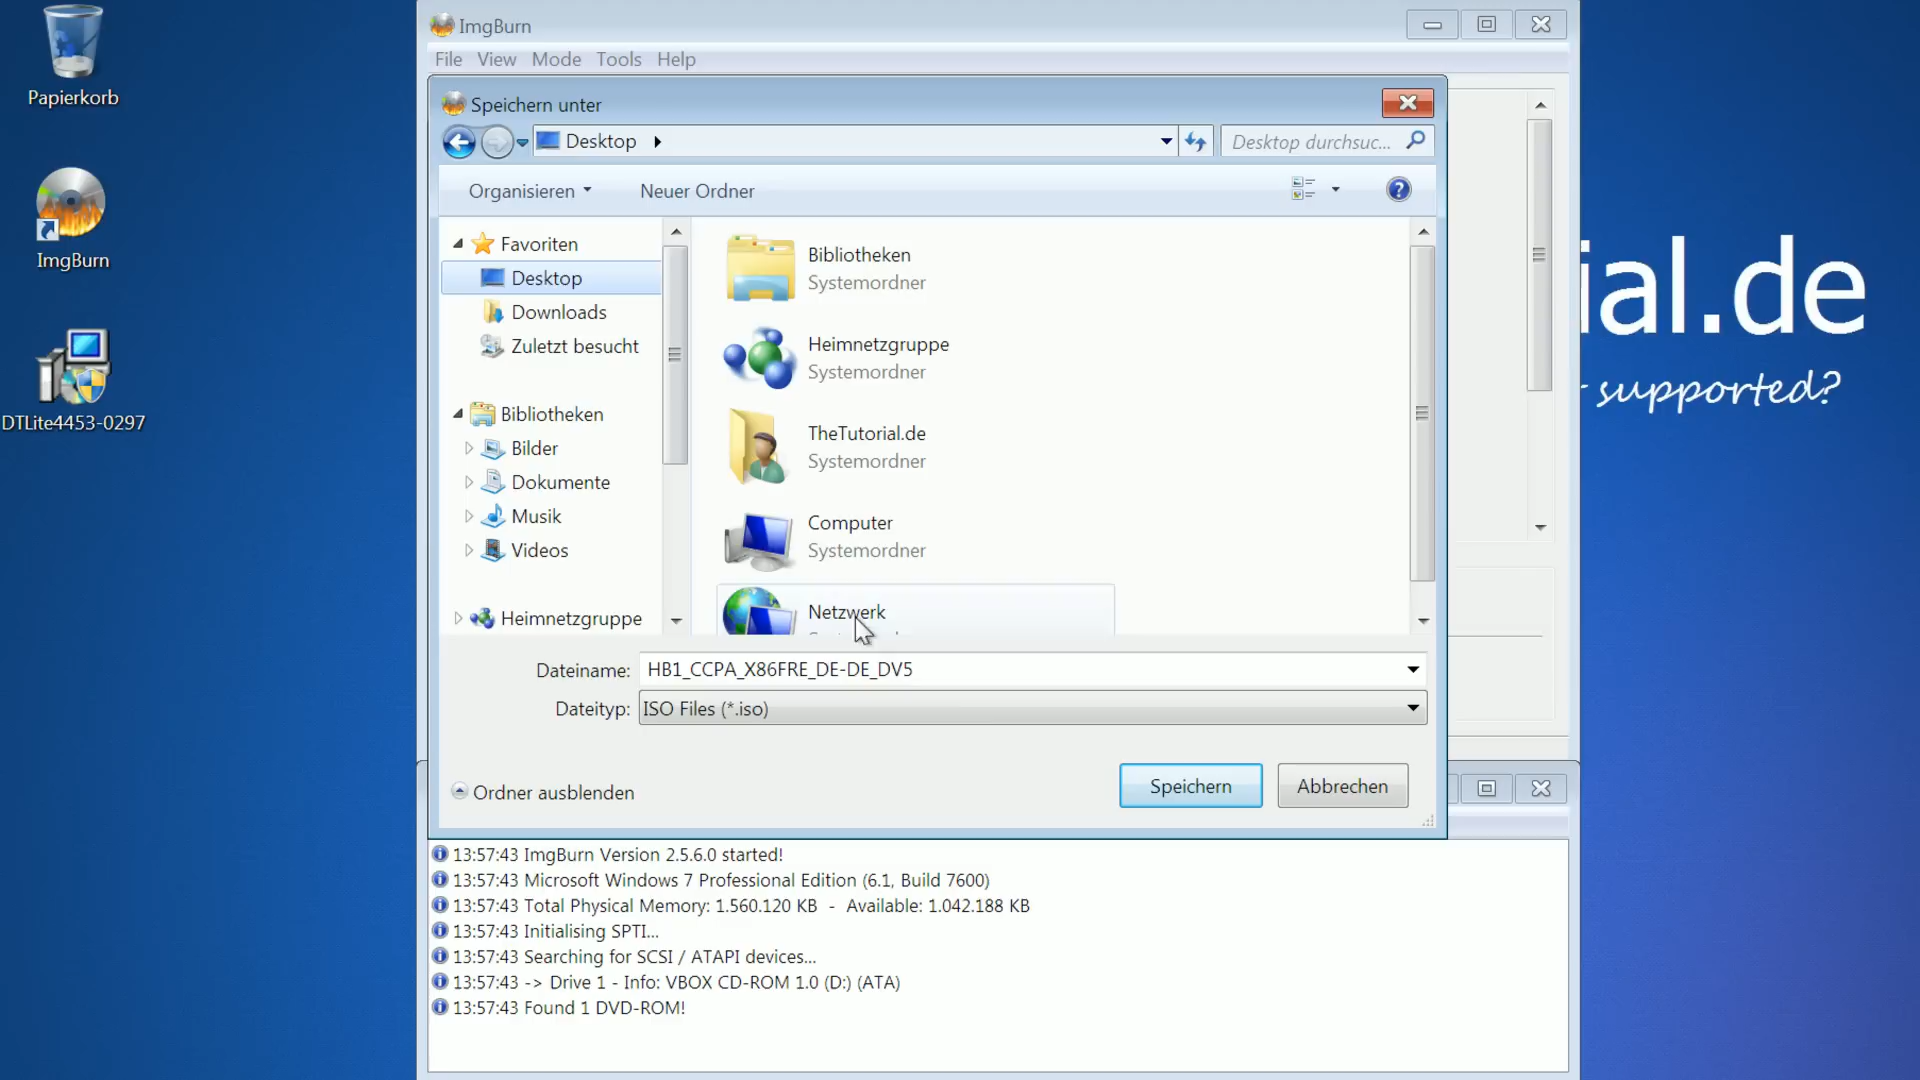 Papierkorb
ImgBurn
DTLite4453-0297
ImgBurn
File View Mode Tools Help
Speichern unter
Desktop
Desktop durchsuc...
Organisieren
Neuer Ordner
Favoriten
Desktop
Downloads
Zuletzt besucht
Bibliotheken
Bilder
Dokumente
Musik
Videos
Heimnetzgruppe
Bibliotheken
Systemordner
Heimnetzgruppe
Systemordner
TheTutorial.de
Systemordner
Computer
Systemordner
Netzwerk
Dateiname: HB1_CCPA_X86FRE_DE-DE_DV5
Dateityp: ISO Files (*.iso)
Ordner ausblenden
Speichern
Abbrechen
13:57:43 ImgBurn Version 2.5.6.0 started!
13:57:43 Microsoft Windows 7 Professional Edition (6.1, Build 7600)
13:57:43 Total Physical Memory: 1.560.120 KB - Available: 1.042.188 KB
13:57:43 Initialising SPTI...
13:57:43 Searching for SCSI / ATAPI devices...
13:57:43 -> Drive 1 - Info: VBOX CD-ROM 1.0 (D:) (ATA)
13:57:43 Found 1 DVD-ROM!
ial.de
supported?